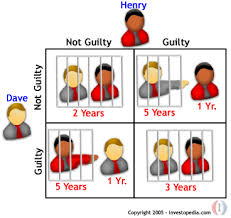 Henry
Not Guilty
Guilty
Dave
Not Guilty
2 Years
1 Yr.
5 Years
Guilty
1 Yr.
5 Years
3 Years
Copyright 2005 - Investopedia.com